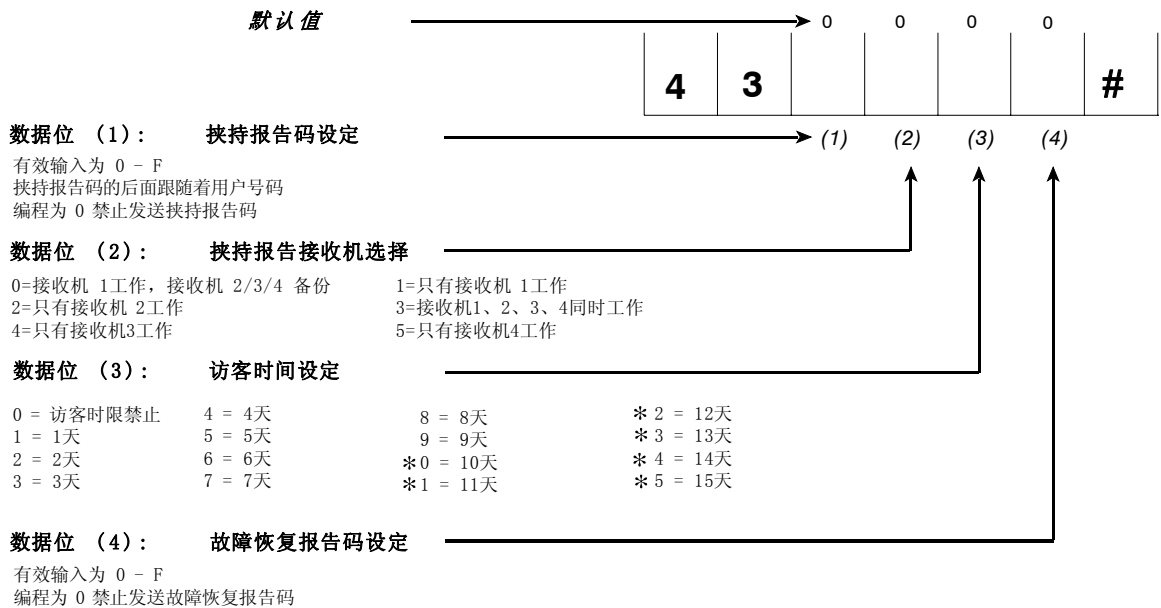 默认值 0 0 0 0
4 3 #
数据位 (1): 挟持报告码设定 (1) (2) (3) (4)
有效输入为 0 - F
挟持报告码的后面跟随着用户号码
编程为 0 禁止发送挟持报告码
数据位 (2): 挟持报告接收机选择
0=接收机 1工作，接收机 2/3/4 备份 1=只有接收机 1工作
2=只有接收机 2工作 3=接收机1、2、3、4同时工作
4=只有接收机3工作 5=只有接收机4工作
数据位 (3): 访客时间设定
0 = 访客时限禁止 4 = 4天 8 = 8天 *2 = 12天
1 = 1天 5 = 5天 9 = 9天 *3 = 13天
2 = 2天 6 = 6天 *0 = 10天 *4 = 14天
3 = 3天 7 = 7天 *1 = 11天 *5 = 15天
数据位 (4): 故障恢复报告码设定
有效输入为 0 - F
编程为 0 禁止发送故障恢复报告码